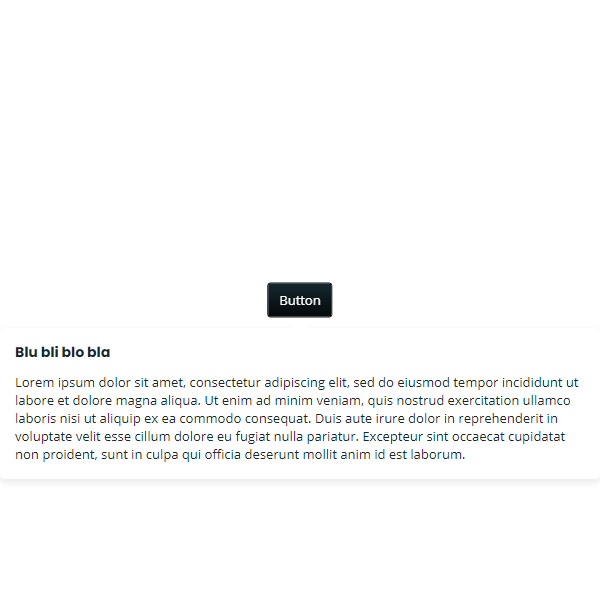 Button
Blu bli blo bla
Lorem ipsum dolor sit amet, consectetur adipiscing elit, sed do eiusmod tempor incididunt ut
labore et dolore magna aliqua. Ut enim ad minim veniam, quis nostrud exercitation ullamco
laboris nisi ut aliquip ex ea commodo consequat. Duis aute irure dolor in reprehenderit in
voluptate velit esse cillum dolore eu fugiat nulla pariatur. Excepteur sint occaecat cupidatat
non proident, sunt in culpa qui officia deserunt mollit anim id est laborum.